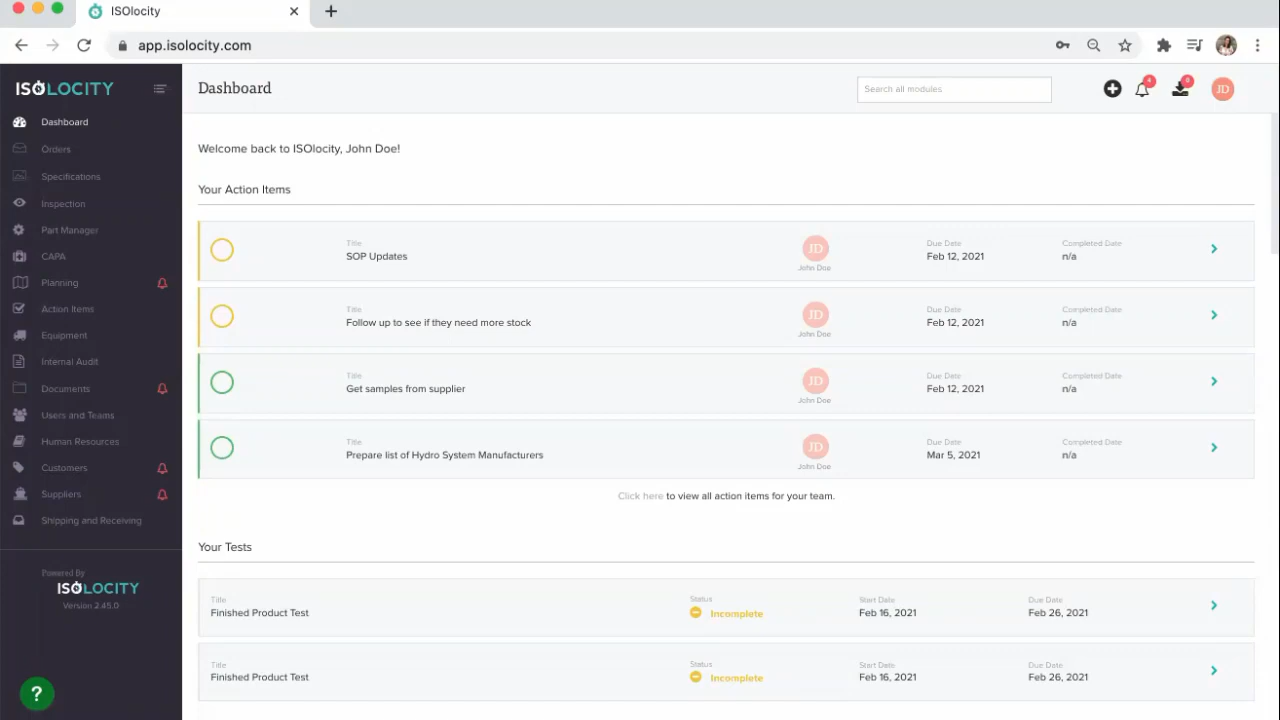 ISOlocity
app.isolocity.com
ISOLOCITY
Dashboard
Search all modules
4
8
JD
Dashboard
Orders
Specifications
Inspection
Part Manager
CAPA
Planning
Action Items
Equipment
Internal Audit
Documents
Users and Teams
Human Resources
Customers
Suppliers
Shipping and Receiving
Powered By
ISOLOCITY
Version 2.45.0
?
Welcome back to ISOlocity, John Doe!
Your Action Items
Title
SOP Updates
JD
John Doe
Due Date
Feb 12, 2021
Completed Date
n/a
Title
Follow up to see if they need more stock
JD
John Doe
Due Date
Feb 12, 2021
Completed Date
n/a
Title
Get samples from supplier
JD
John Doe
Due Date
Feb 12, 2021
Completed Date
n/a
Title
Prepare list of Hydro System Manufacturers
JD
John Doe
Due Date
Mar 5, 2021
Completed Date
n/a
Click here to view all action items for your team.
Your Tests
Title
Finished Product Test
Status
Incomplete
Start Date
Feb 16, 2021
Due Date
Feb 26, 2021
Title
Finished Product Test
Status
Incomplete
Start Date
Feb 16, 2021
Due Date
Feb 26, 2021